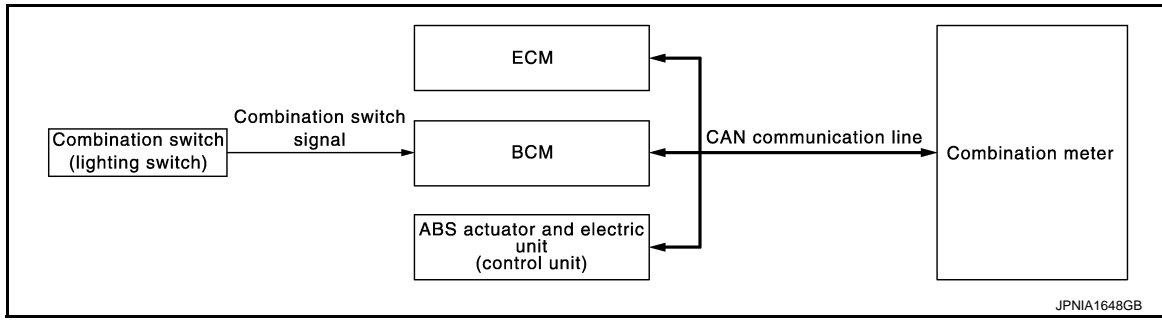 ECM
Combination switch
(lighting switch)
Combination switch
signal
BCM
CAN communication line
Combination meter
ABS actuator and electric
unit
(control unit)
JPNIA1648GB